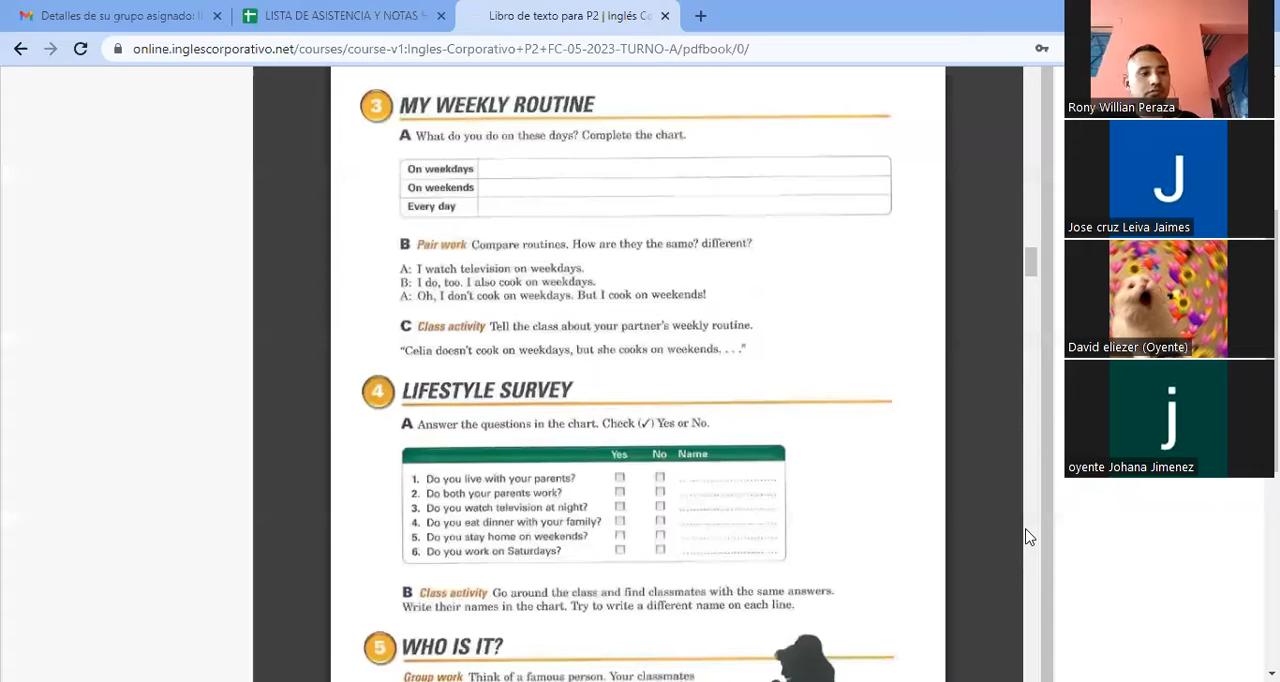 Detalles de su grupo asignado:
LISTA DE ASISTENCIA Y NOTAS
Libro de texto para P2 | Inglés Co
online.inglescorporativo.net/courses/course-v1:Ingles-Corporativo+P2+FC-05-2023-TURNO-A/pdfbook/0/
3 MY WEEKLY ROUTINE
A What do you do on these days? Complete the chart.
On weekdays
On weekends
Every day
B Pair work Compare routines. How are they the same? different?
A: I watch television on weekdays.
B: I do, too. I also cook on weekdays.
A: Oh, I don't cook on weekdays. But I cook on weekends!
C Class activity Tell the class about your partner's weekly routine.
"Celia doesn't cook on weekdays, but she cooks on weekends. . . ."
4 LIFESTYLE SURVEY
A Answer the questions in the chart. Check (✓) Yes or No.
Yes No Name
1. Do you live with your parents?
2. Do both your parents work?
3. Do you watch television at night?
4. Do you eat dinner with your family?
5. Do you stay home on weekends?
6. Do you work on Saturdays?
B Class activity Go around the class and find classmates with the same answers.
Write their names in the chart. Try to write a different name on each line.
5 WHO IS IT?
Group work Think of a famous person. Your classmates
Rony Willian Peraza
J
Jose cruz Leiva Jaimes
David eliezer (Oyente)
j
oyente Johana Jimenez